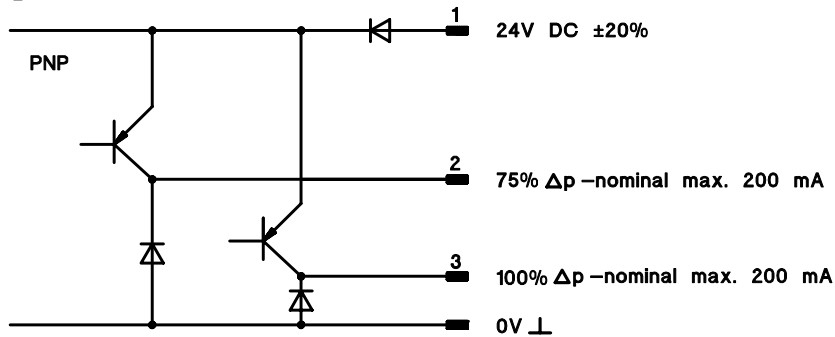 1
24V DC ±20%
PNP
2
75% Δp -nominal max. 200 mA
3
100% Δp -nominal max. 200 mA
0V ⊥